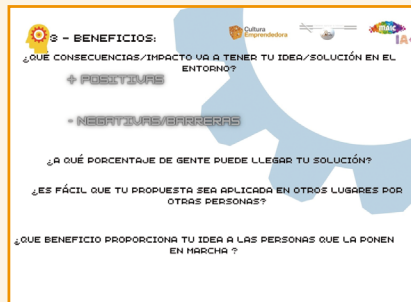 3 - BENEFICIOS:
Cultura
Emprendedora
IA+
¿QUE CONSECUENCIAS/IMPACTO VA A TENER TU IDEA/SOLUCIÓN EN EL
ENTORNO?
+ POSITIVAS
- NEGATIVAS/BARRERAS
¿A QUÉ PORCENTAJE DE GENTE PUEDE LLEGAR TU SOLUCIÓN?
¿ES FÁCIL QUE TU PROPUESTA SEA APLICADA EN OTROS LUGARES POR
OTRAS PERSONAS?
¿QUE BENEFICIO PROPORCIONA TU IDEA A LAS PERSONAS QUE LA PONEN
EN MARCHA ?